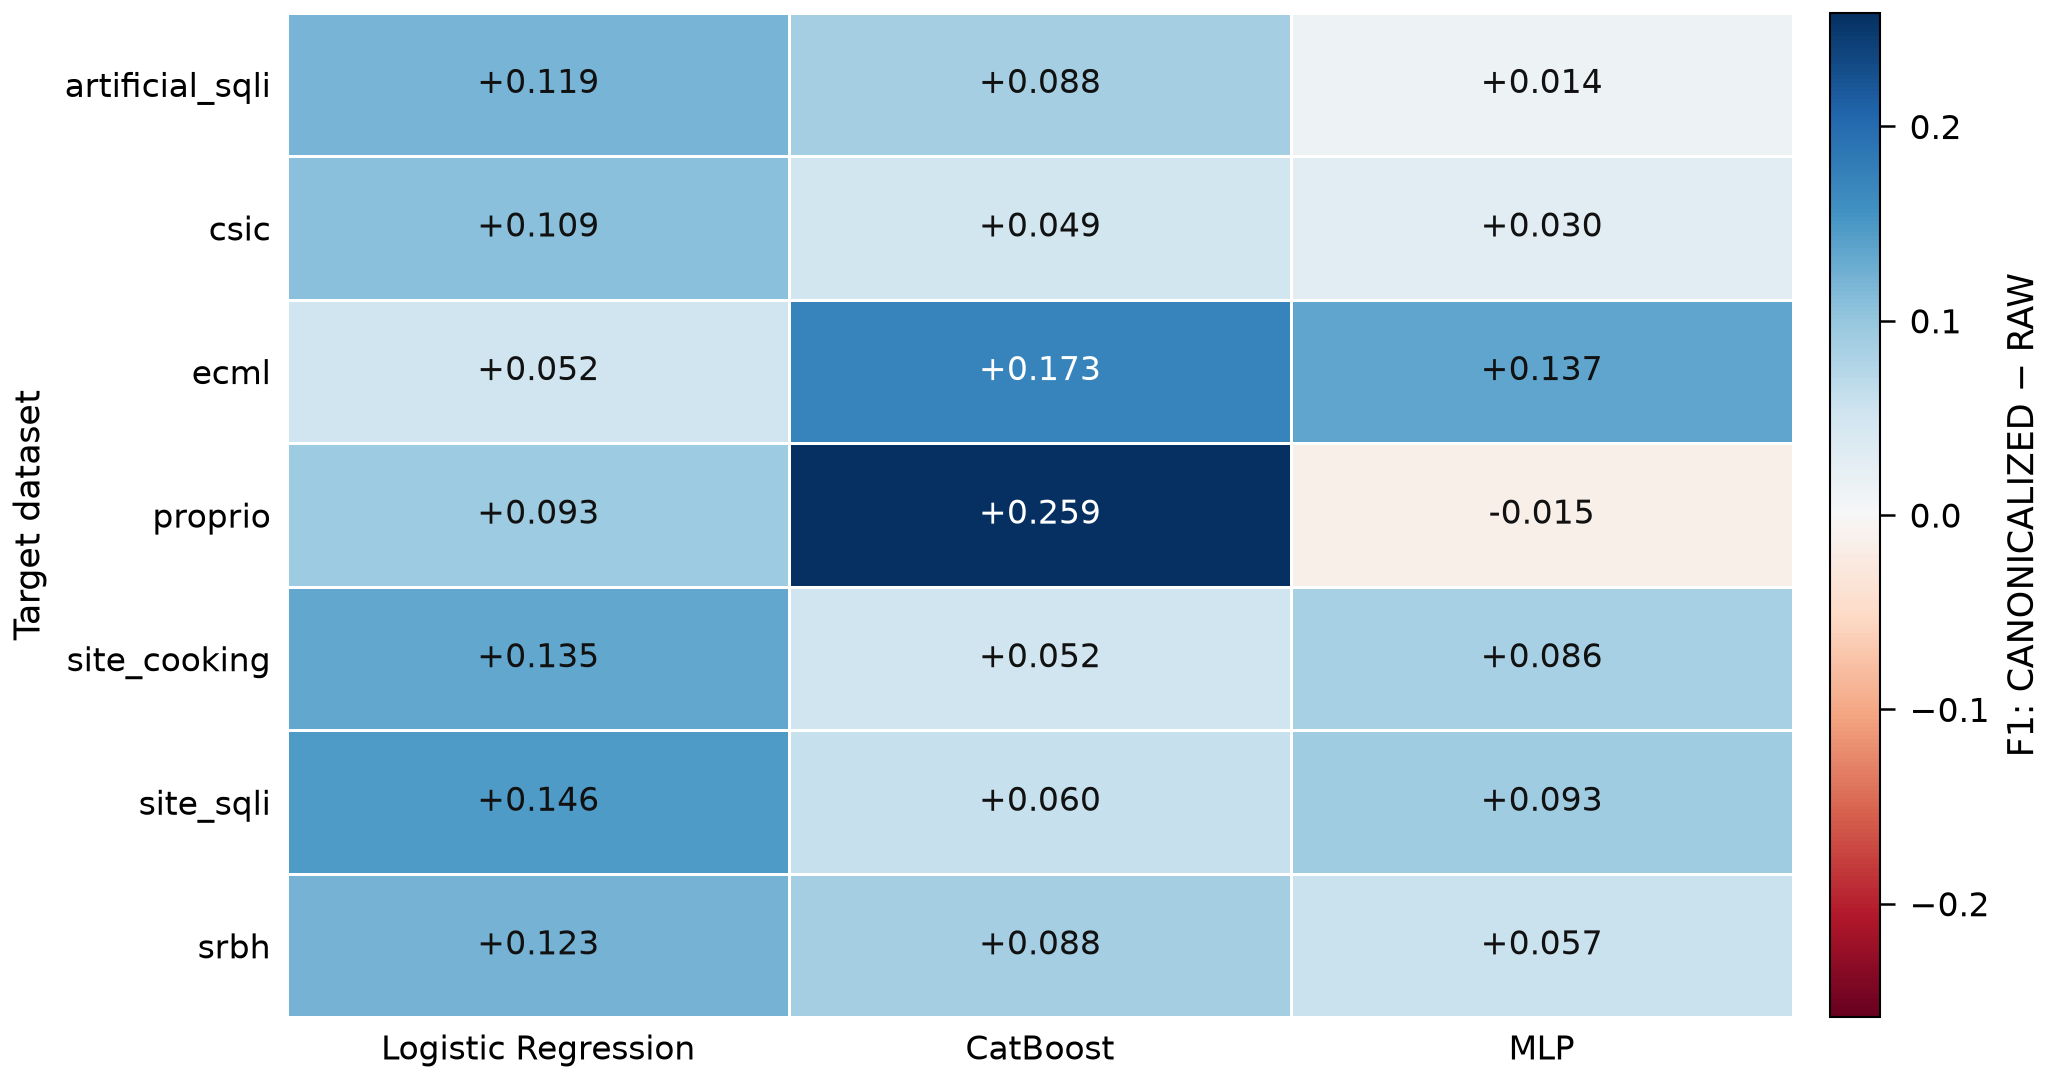 artificial_sqli +0.119 +0.088 +0.014
csic +0.109 +0.049 +0.030
ecml +0.052 +0.173 +0.137
proprio +0.093 +0.259 -0.015
site_cooking +0.135 +0.052 +0.086
site_sqli +0.146 +0.060 +0.093
srbh +0.123 +0.088 +0.057
Logistic Regression CatBoost MLP
Target dataset
0.2
0.1
0.0
−0.1
−0.2
F1: CANONICALIZED − RAW